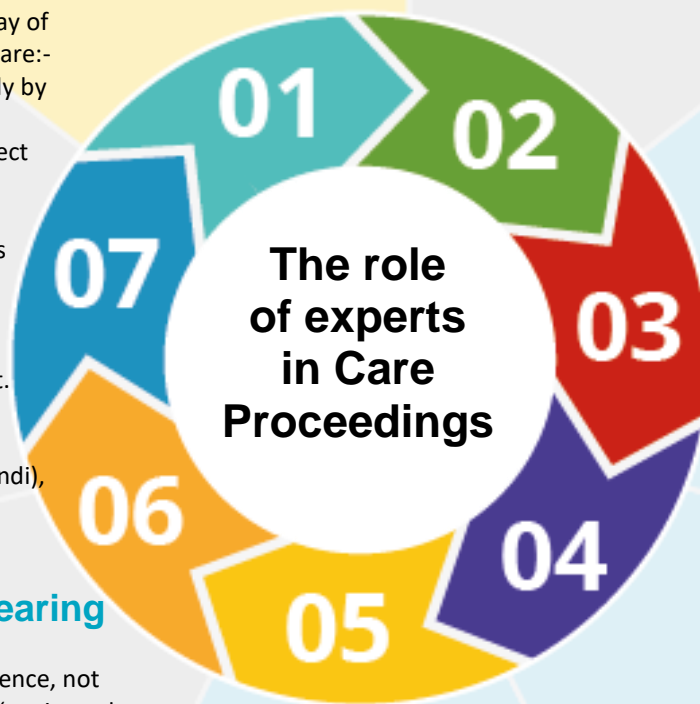 ay of
are:-
ly by
ect
s
t.
ndi),
earing
ence, not
01
02
03
04
05
06
07
The role
of experts
in Care
Proceedings